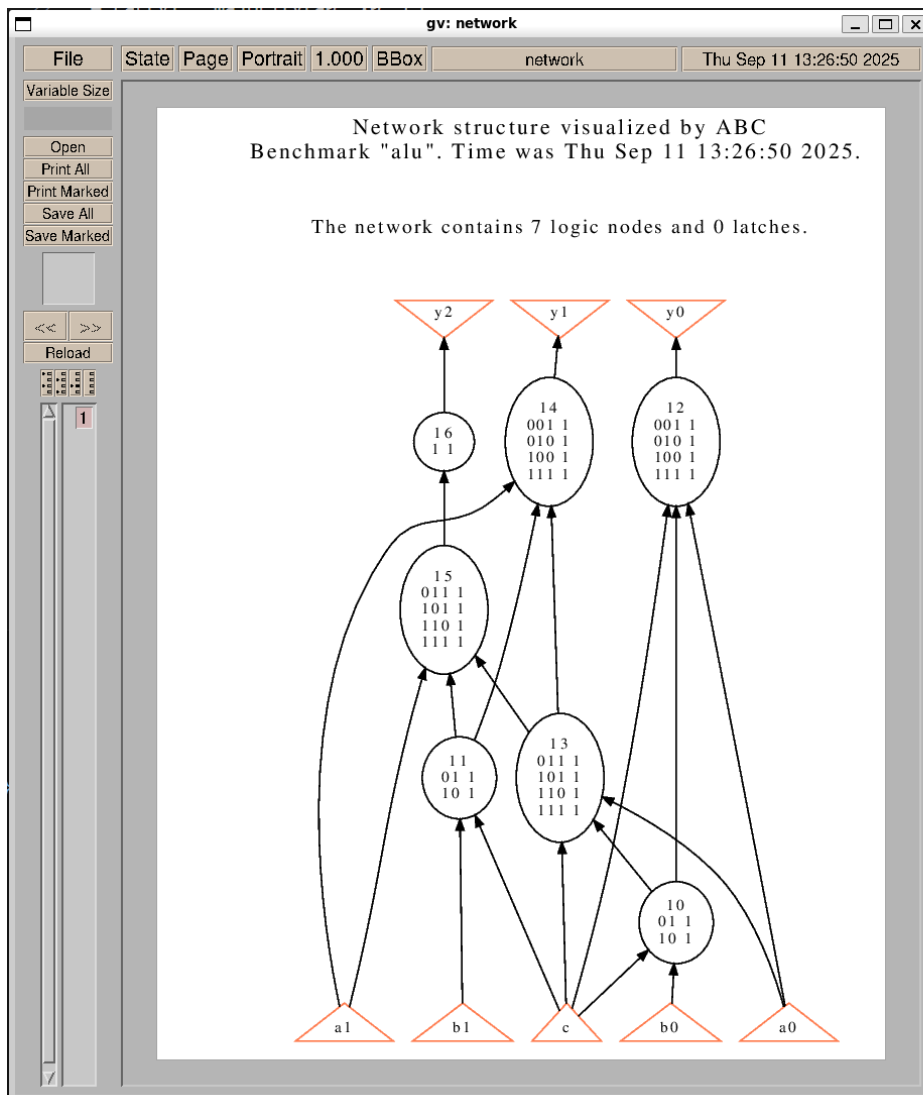 gv: network
File
State
Page
Portrait
1.000
BBox
network
Thu Sep 11 13:26:50 2025
Variable Size
Open
Print All
Print Marked
Save All
Save Marked
<<
>>
Reload
1
Network structure visualized by ABC
Benchmark "alu". Time was Thu Sep 11 13:26:50 2025.
The network contains 7 logic nodes and 0 latches.
y2
y1
y0
16
1 1
14
001 1
010 1
100 1
111 1
12
001 1
010 1
100 1
111 1
15
011 1
101 1
110 1
111 1
11
01 1
10 1
13
011 1
101 1
110 1
111 1
10
01 1
10 1
a1
b1
c
b0
a0